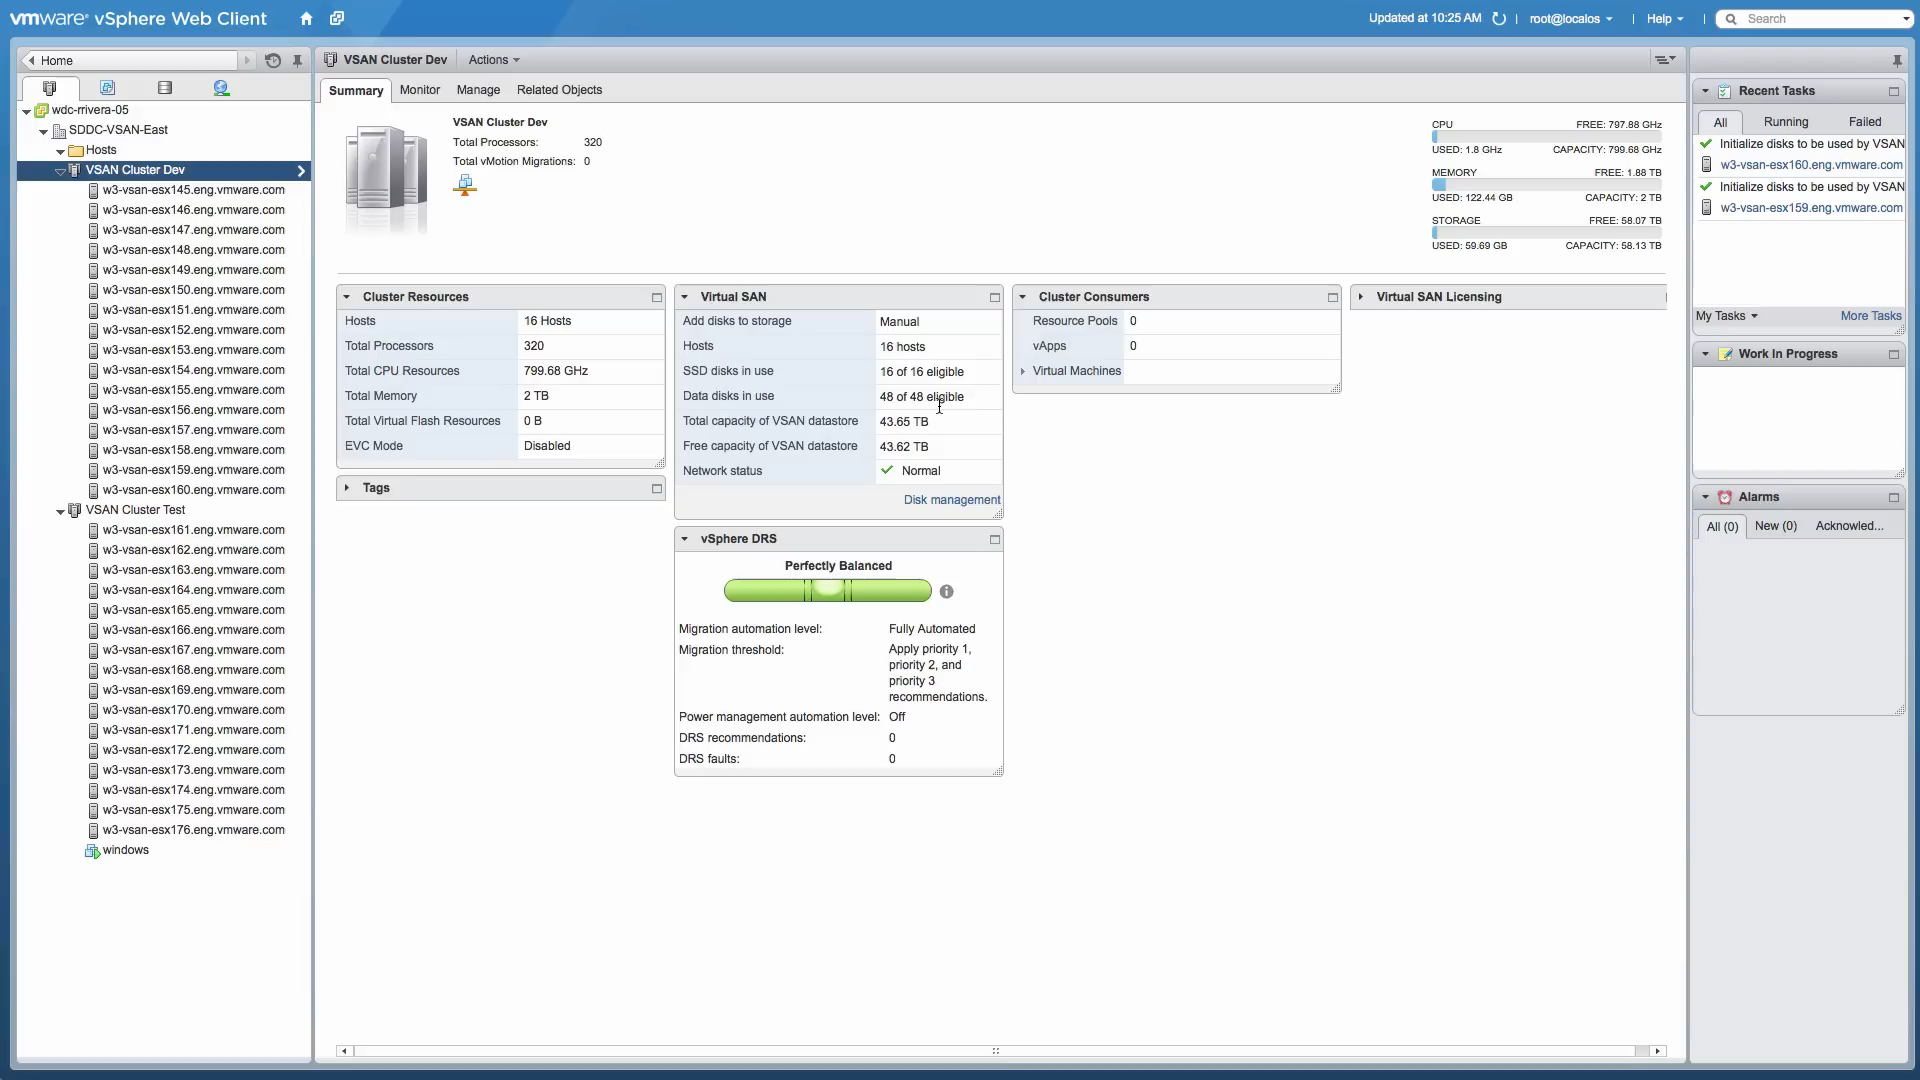 vmware® vSphere Web Client
Updated at 10:25 AM
root@localos
Help
Search
Home
wdc-rrivera-05
SDDC-VSAN-East
Hosts
VSAN Cluster Dev
w3-vsan-esx145.eng.vmware.com
w3-vsan-esx146.eng.vmware.com
w3-vsan-esx147.eng.vmware.com
w3-vsan-esx148.eng.vmware.com
w3-vsan-esx149.eng.vmware.com
w3-vsan-esx150.eng.vmware.com
w3-vsan-esx151.eng.vmware.com
w3-vsan-esx152.eng.vmware.com
w3-vsan-esx153.eng.vmware.com
w3-vsan-esx154.eng.vmware.com
w3-vsan-esx155.eng.vmware.com
w3-vsan-esx156.eng.vmware.com
w3-vsan-esx157.eng.vmware.com
w3-vsan-esx158.eng.vmware.com
w3-vsan-esx159.eng.vmware.com
w3-vsan-esx160.eng.vmware.com
VSAN Cluster Test
w3-vsan-esx161.eng.vmware.com
w3-vsan-esx162.eng.vmware.com
w3-vsan-esx163.eng.vmware.com
w3-vsan-esx164.eng.vmware.com
w3-vsan-esx165.eng.vmware.com
w3-vsan-esx166.eng.vmware.com
w3-vsan-esx167.eng.vmware.com
w3-vsan-esx168.eng.vmware.com
w3-vsan-esx169.eng.vmware.com
w3-vsan-esx170.eng.vmware.com
w3-vsan-esx171.eng.vmware.com
w3-vsan-esx172.eng.vmware.com
w3-vsan-esx173.eng.vmware.com
w3-vsan-esx174.eng.vmware.com
w3-vsan-esx175.eng.vmware.com
w3-vsan-esx176.eng.vmware.com
windows
VSAN Cluster Dev
Actions
Summary Monitor Manage Related Objects
VSAN Cluster Dev
Total Processors: 320
Total vMotion Migrations: 0
CPU FREE: 797.88 GHz
USED: 1.8 GHz CAPACITY: 799.68 GHz
MEMORY FREE: 1.88 TB
USED: 122.44 GB CAPACITY: 2 TB
STORAGE FREE: 58.07 TB
USED: 59.69 GB CAPACITY: 58.13 TB
Cluster Resources
Hosts 16 Hosts
Total Processors 320
Total CPU Resources 799.68 GHz
Total Memory 2 TB
Total Virtual Flash Resources 0 B
EVC Mode Disabled
Tags
Virtual SAN
Add disks to storage Manual
Hosts 16 hosts
SSD disks in use 16 of 16 eligible
Data disks in use 48 of 48 eligible
Total capacity of VSAN datastore 43.65 TB
Free capacity of VSAN datastore 43.62 TB
Network status Normal
Disk management
vSphere DRS
Perfectly Balanced
Migration automation level: Fully Automated
Migration threshold: Apply priority 1,
priority 2, and
priority 3
recommendations.
Power management automation level: Off
DRS recommendations: 0
DRS faults: 0
Cluster Consumers
Resource Pools 0
vApps 0
Virtual Machines
Virtual SAN Licensing
Recent Tasks
All Running Failed
Initialize disks to be used by VSAN
w3-vsan-esx160.eng.vmware.com
Initialize disks to be used by VSAN
w3-vsan-esx159.eng.vmware.com
My Tasks More Tasks
Work In Progress
Alarms
All (0) New (0) Acknowled...